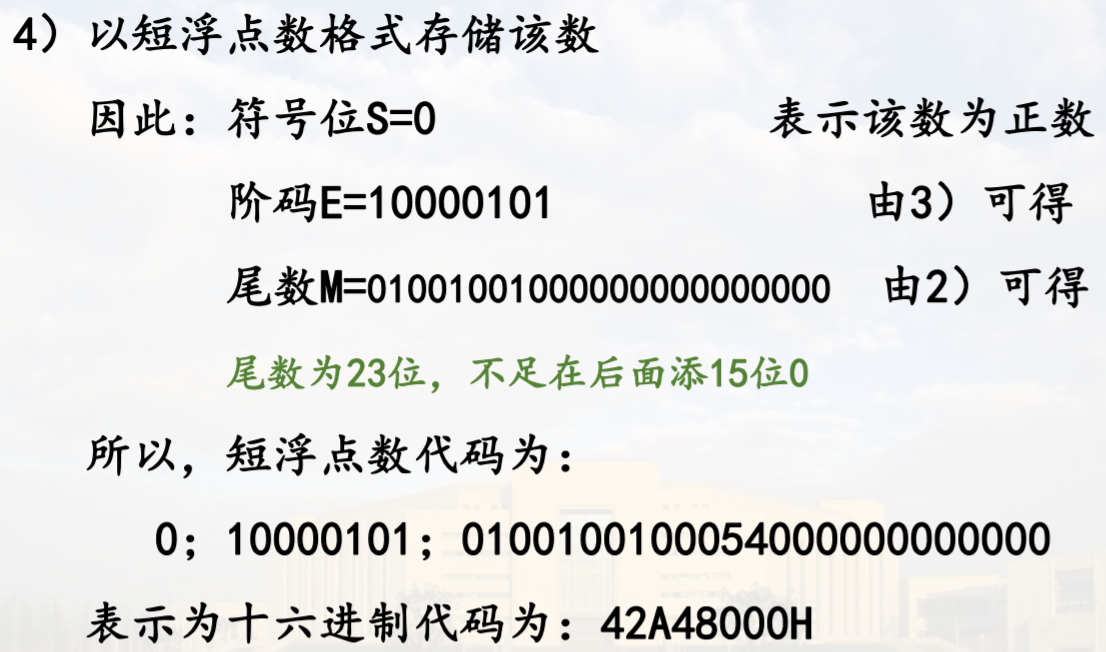 4）以短浮点数格式存储该数
因此：符号位S=0 表示该数为正数
阶码E=10000101 由3）可得
尾数M=01001001000000000000000 由2）可得
尾数为23位，不足在后面添15位0
所以，短浮点数代码为：
0；10000101；0100100100054000000000000
表示为十六进制代码为：42A48000H